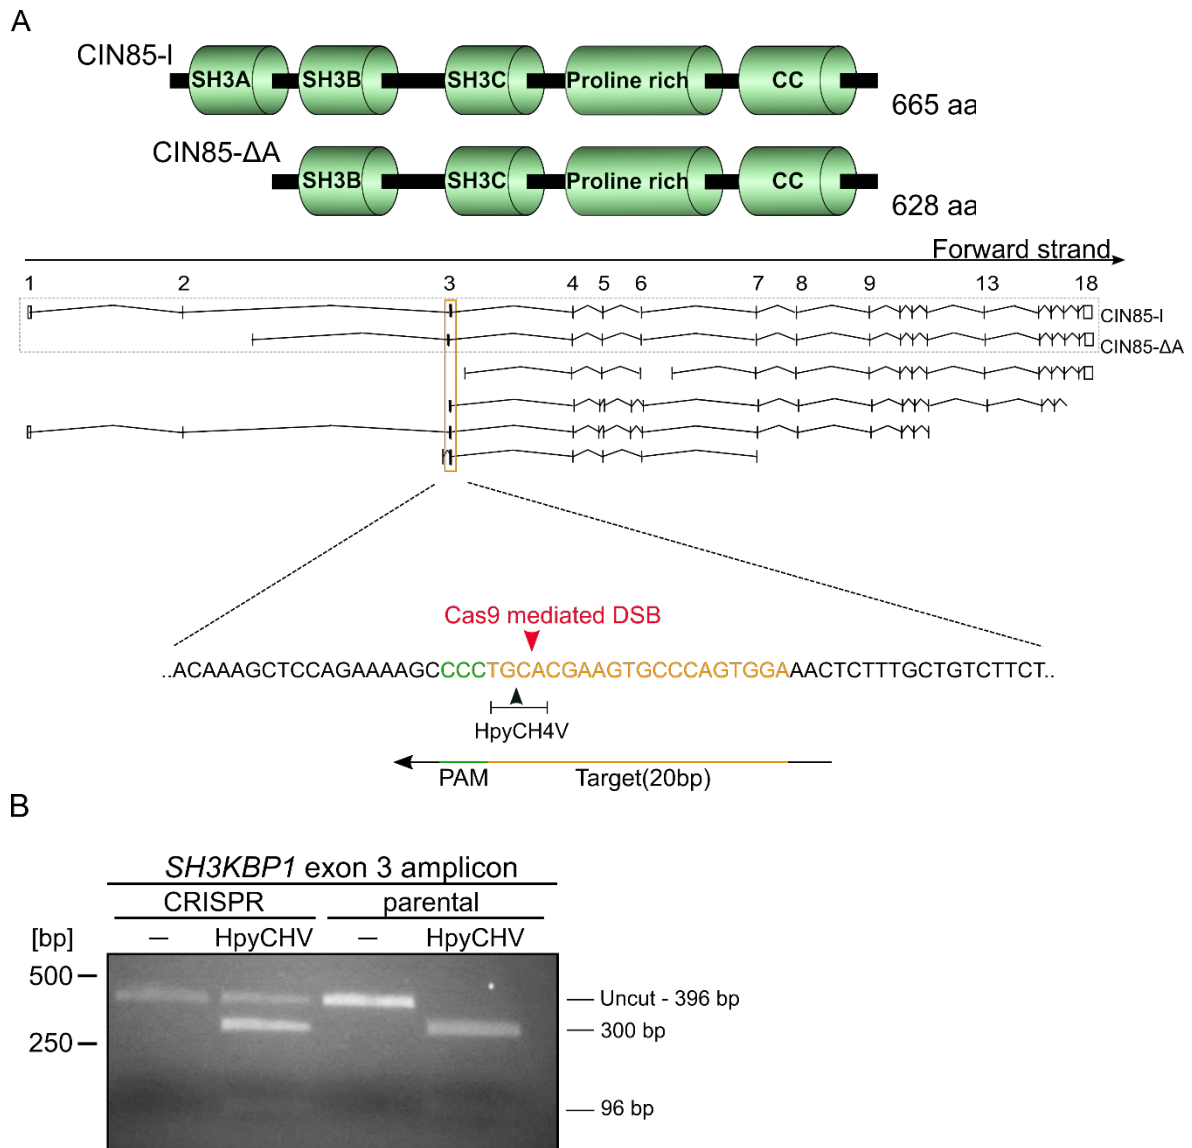 A
CIN85-I
SH3A SH3B SH3C Proline rich CC
665 aa
CIN85-ΔA
SH3B SH3C Proline rich CC
628 aa
Forward strand
1 2 3 4 5 6 7 8 9 13 18
CIN85-I
CIN85-ΔA
Cas9 mediated DSB
..ACAAAGCTCCAGAAAAGCCCCTGCACGAAGTGCCCAGTGGAAACTCTTTGCTGTCTTCT..
HpyCH4V
PAM Target(20bp)
B
SH3KBP1 exon 3 amplicon
CRISPR parental
[bp] — HpyCHV — HpyCHV
500
Uncut - 396 bp
300 bp
250
96 bp